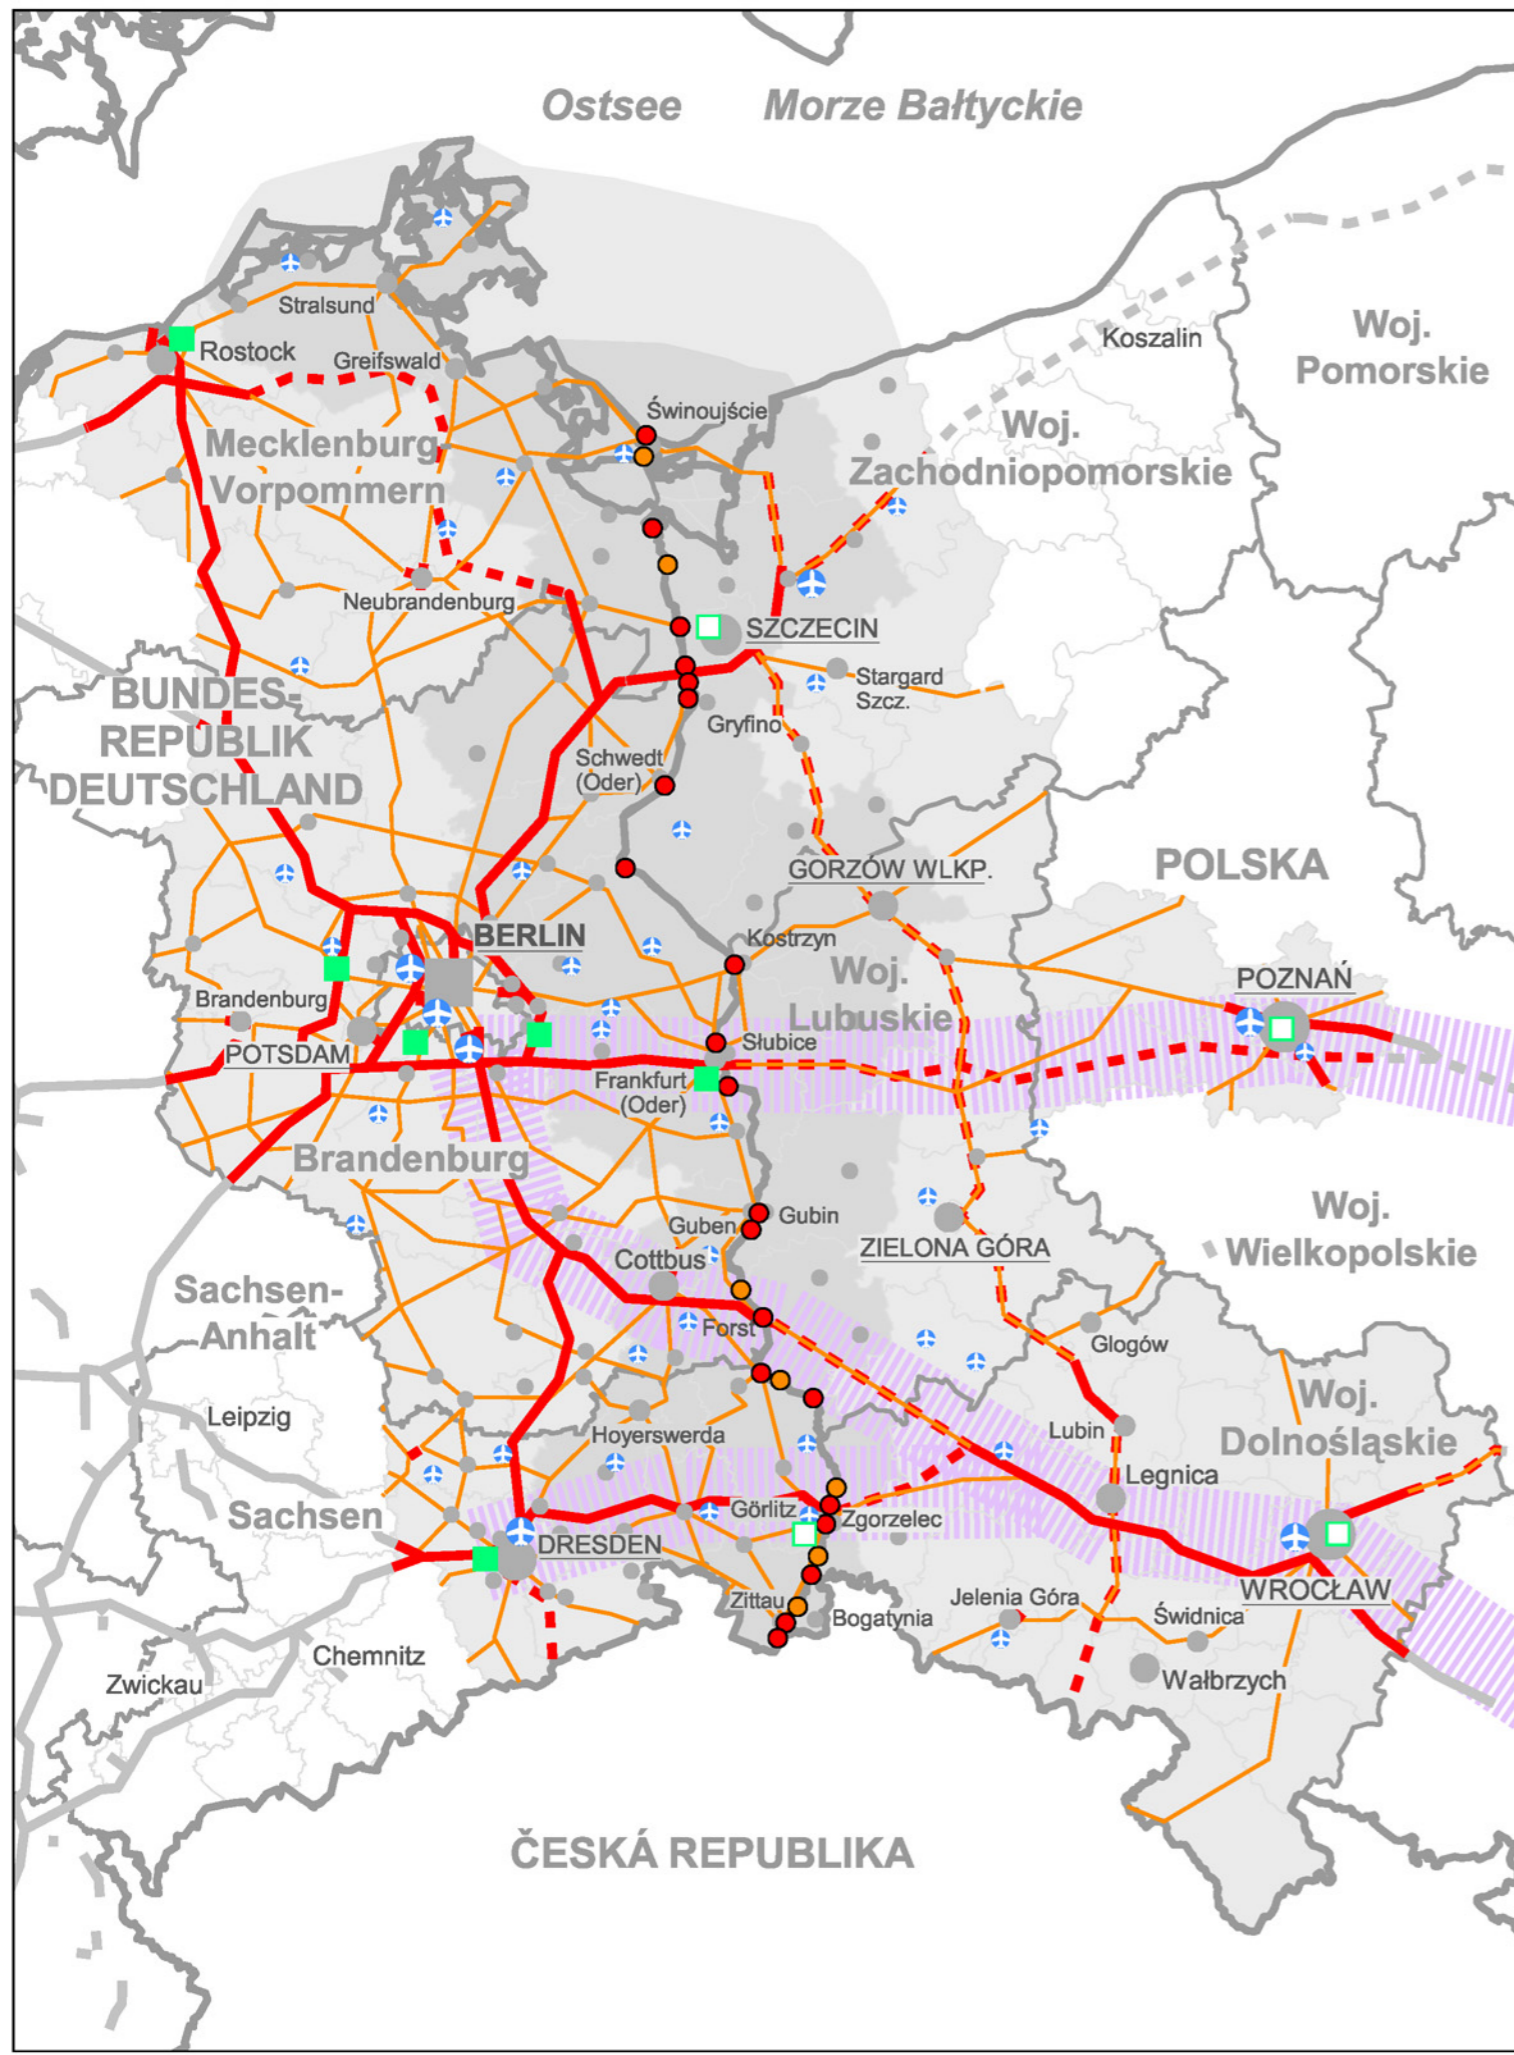 Ostsee Morze Bałtyckie
Stralsund
Koszalin
Woj.
Pomorskie
Rostock
Greifswald
Świnoujście
Woj.
Zachodniopomorskie
Mecklenburg
Vorpommern
Neubrandenburg
SZCZECIN
Stargard
Szcz.
BUNDES-
REPUBLIK
DEUTSCHLAND
Gryfino
Schwedt
(Oder)
GORZÓW WLKP.
POLSKA
BERLIN
Kostrzyn
Woj.
Lubuskie
POZNAŃ
Brandenburg
POTSDAM
Słubice
Frankfurt
(Oder)
Brandenburg
Guben
Gubin
Woj.
Wielkopolskie
ZIELONA GÓRA
Cottbus
Sachsen-
Anhalt
Forst
Glogów
Leipzig
Hoyerswerda
Lubin
Woj.
Dolnośląskie
Legnica
Sachsen
Görlitz
Zgorzelec
DRESDEN
WROCŁAW
Zittau
Bogatynia
Jelenia Góra
Świdnica
Chemnitz
Zwickau
Wałbrzych
ČESKÁ REPUBLIKA